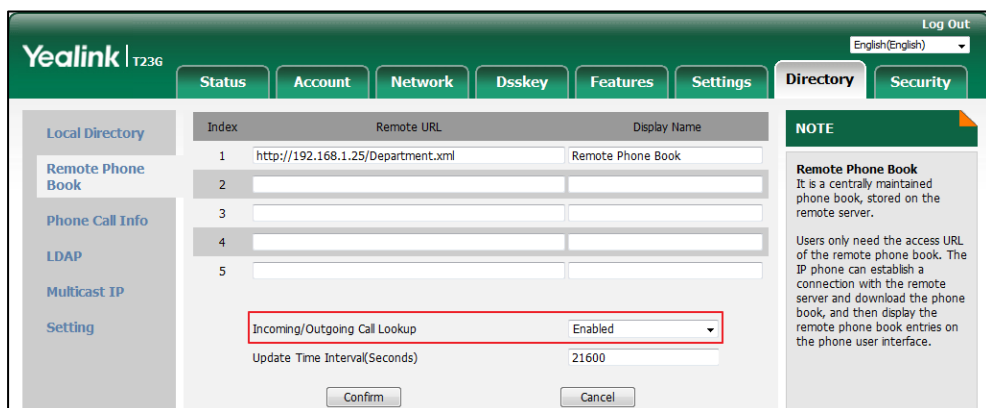 Log Out
Yealink T23G
English(English)
Status Account Network Dsskey Features Settings Directory Security
Local Directory
Remote Phone
Book
Phone Call Info
LDAP
Multicast IP
Setting
Index Remote URL Display Name
1 http://192.168.1.25/Department.xml Remote Phone Book
2
3
4
5
Incoming/Outgoing Call Lookup Enabled
Update Time Interval(Seconds) 21600
Confirm Cancel
NOTE
Remote Phone Book
It is a centrally maintained
phone book, stored on the
remote server.
Users only need the access URL
of the remote phone book. The
IP phone can establish a
connection with the remote
server and download the phone
book, and then display the
remote phone book entries on
the phone user interface.